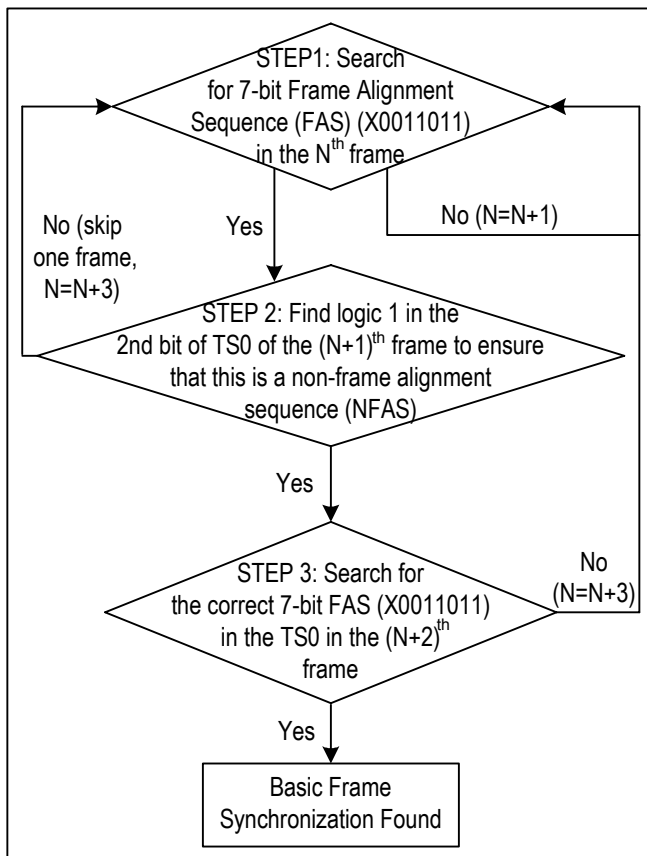 STEP1: Search
for 7-bit Frame Alignment
Sequence (FAS) (X0011011)
in the Nth frame
No (skip
one frame,
N=N+3)
Yes
No (N=N+1)
STEP 2: Find logic 1 in the
2nd bit of TS0 of the (N+1)th frame to ensure
that this is a non-frame alignment
sequence (NFAS)
Yes
STEP 3: Search for
the correct 7-bit FAS (X0011011)
in the TS0 in the (N+2)th
frame
No
(N=N+3)
Yes
Basic Frame
Synchronization Found